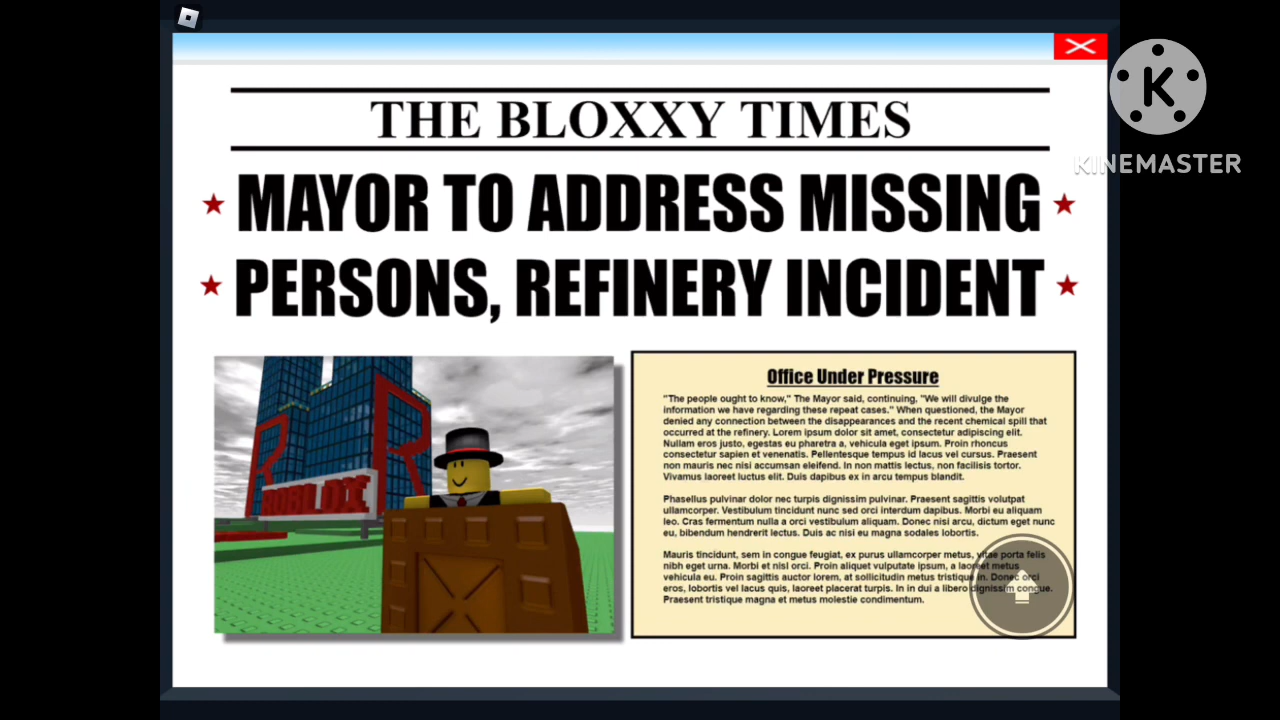 THE BLOXXY TIMES
KINEMASTER
MAYOR TO ADDRESS MISSING
PERSONS, REFINERY INCIDENT
ROBLOX
Office Under Pressure
"The people ought to know," The Mayor said, continuing, "We will divulge the
information we have regarding these repeat cases." When questioned, the Mayor
denied any connection between the disappearances and the recent chemical spill that
occurred at the refinery. Lorem ipsum dolor sit amet, consectetur adipiscing elit.
Nullam eros justo, egestas eu pharetra a, vehicula eget ipsum. Proin rhoncus
consectetur sapien et venenatis. Pellentesque tempus id lacus vel cursus. Praesent
non mauris nec nisi accumsan eleifend. In non mattis lectus, non facilisis tortor.
Vivamus laoreet luctus elit. Duis dapibus ex in arcu tempus blandit.
Phasellus pulvinar dolor nec turpis dignissim pulvinar. Praesent sagittis volutpat
ullamcorper. Vestibulum tincidunt nunc sed orci interdum dapibus. Morbi eu aliquam
leo. Cras fermentum nulla a orci vestibulum aliquam. Donec nisi arcu, dictum eget nunc
eu, bibendum hendrerit lectus. Duis ac nisi eu magna sodales lobortis.
Mauris tincidunt, sem in congue feugiat, ex purus ullamcorper metus, vitae porta felis
nibh eget urna. Morbi et nisl orci. Proin aliquet vulputate ipsum, a laoreet metus
vehicula eu. Proin sagittis auctor lorem, at sollicitudin metus tristique in. Donec orci
eros, lobortis vel lacus quis, laoreet placerat turpis. In in dui a libero dignissim congue.
Praesent tristique magna et metus molestie condimentum.